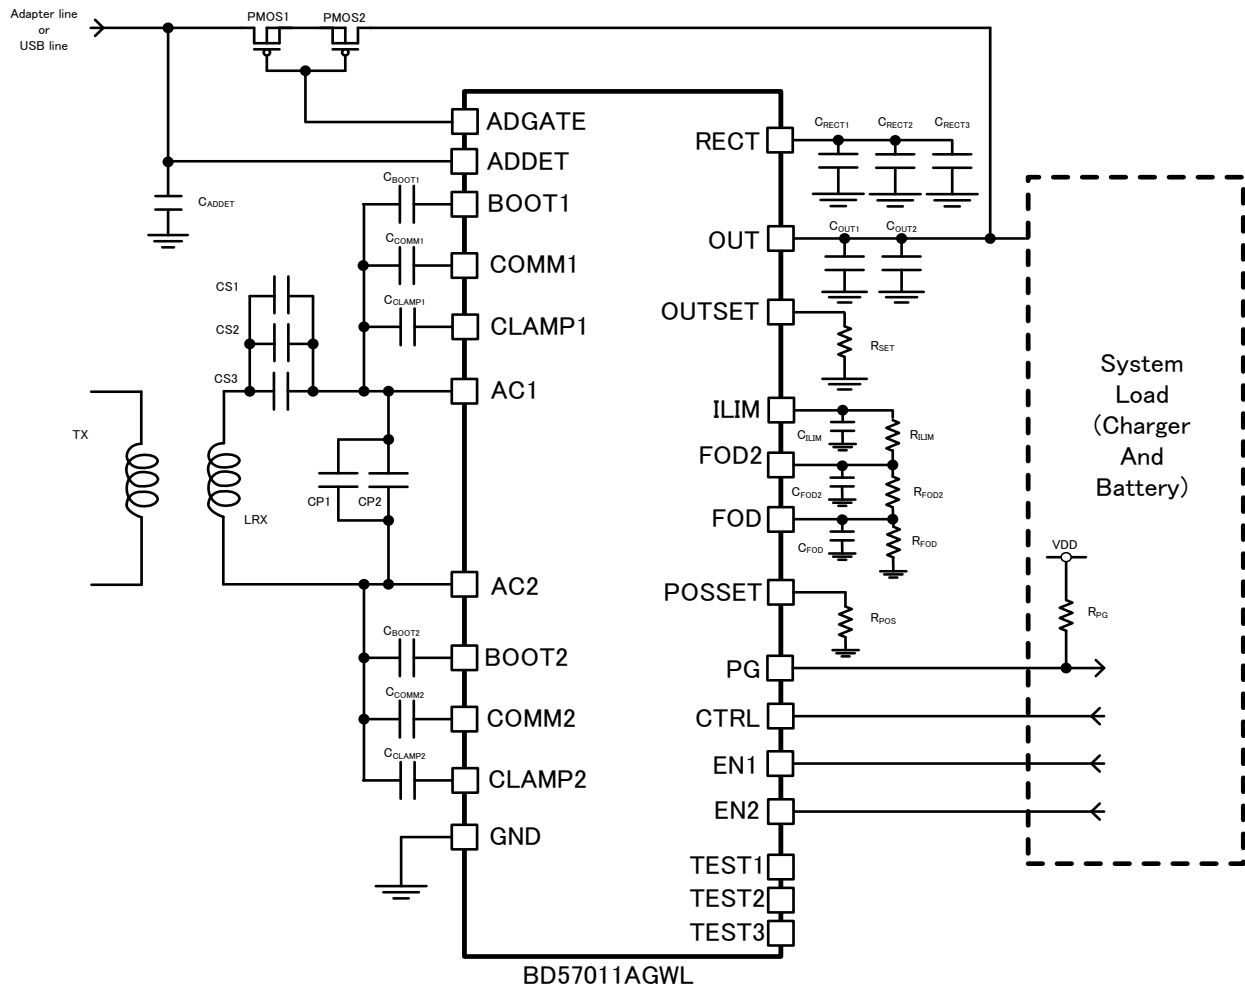 Adapter line
or
USB line
PMOS1
PMOS2
ADGATE
ADDET
BOOT1
COMM1
CLAMP1
AC1
AC2
BOOT2
COMM2
CLAMP2
GND
RECT
OUT
OUTSET
ILIM
FOD2
FOD
POSSET
PG
CTRL
EN1
EN2
TEST1
TEST2
TEST3
CADDET
CBOOT1
CCOMM1
CCLAMP1
CS1
CS2
CS3
TX
LRX
CP1
CP2
CBOOT2
CCOMM2
CCLAMP2
CRECT1
CRECT2
CRECT3
COUT1
COUT2
RSET
CILIM
RILIM
CFOD2
RFOD2
CFOD
RFOD
RPOS
VDD
RPG
System
Load
(Charger
And
Battery)
BD57011AGWL